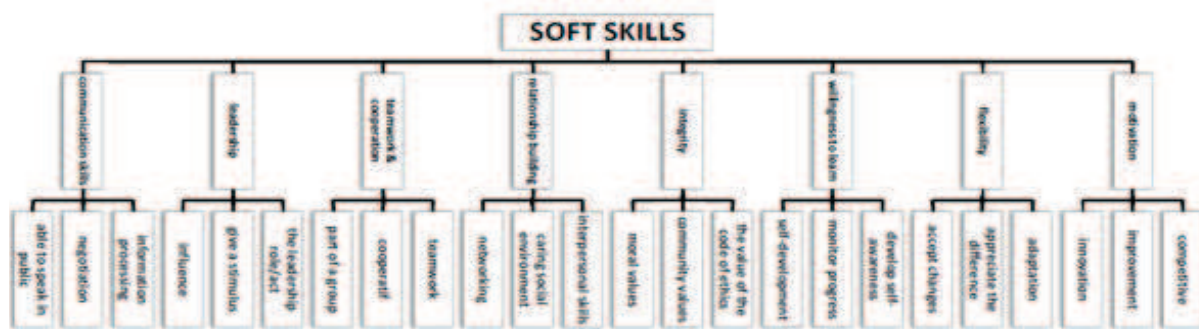 SOFT SKILLS
communication skills
leadership
teamwork &
cooperation
relationship building
integrity
willingness to learn
flexibility
motivation
able to speak in
public
negotiation
information
processing
influence
give a stimulus
the leadership
role/act
part of a group
cooperatif
teamwork
networking
caring social
environment
interpersonal skills
moral values
community values
the value of the
code of ethics
self-development
monitor progress
develop self-
awareness
accept changes
appreciate the
difference
adaptation
innovation
improvement
competitive